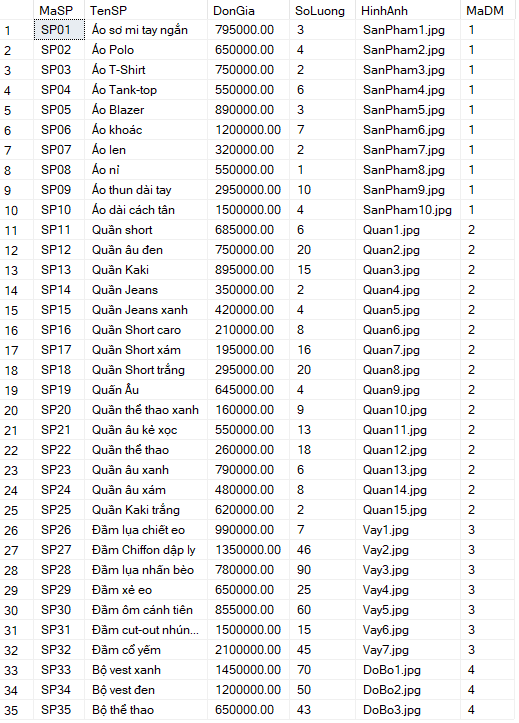 MaSP TenSP DonGia SoLuong HinhAnh MaDM
1 SP01 Áo sơ mi tay ngắn 795000.00 3 SanPham1.jpg 1
2 SP02 Áo Polo 650000.00 4 SanPham2.jpg 1
3 SP03 Áo T-Shirt 750000.00 2 SanPham3.jpg 1
4 SP04 Áo Tank-top 550000.00 6 SanPham4.jpg 1
5 SP05 Áo Blazer 890000.00 3 SanPham5.jpg 1
6 SP06 Áo khoác 1200000.00 7 SanPham6.jpg 1
7 SP07 Áo len 320000.00 2 SanPham7.jpg 1
8 SP08 Áo nỉ 550000.00 1 SanPham8.jpg 1
9 SP09 Áo thun dài tay 2950000.00 10 SanPham9.jpg 1
10 SP10 Áo dài cách tân 1500000.00 4 SanPham10.jpg 1
11 SP11 Quần short 685000.00 6 Quan1.jpg 2
12 SP12 Quần âu đen 750000.00 20 Quan2.jpg 2
13 SP13 Quần Kaki 895000.00 15 Quan3.jpg 2
14 SP14 Quần Jeans 350000.00 2 Quan4.jpg 2
15 SP15 Quần Jeans xanh 420000.00 4 Quan5.jpg 2
16 SP16 Quần Short caro 210000.00 8 Quan6.jpg 2
17 SP17 Quần Short xám 195000.00 16 Quan7.jpg 2
18 SP18 Quần Short trắng 295000.00 20 Quan8.jpg 2
19 SP19 Quấn Âu 645000.00 4 Quan9.jpg 2
20 SP20 Quần thể thao xanh 160000.00 9 Quan10.jpg 2
21 SP21 Quần âu kẻ xọc 550000.00 13 Quan11.jpg 2
22 SP22 Quần thể thao 260000.00 18 Quan12.jpg 2
23 SP23 Quần âu xanh 790000.00 6 Quan13.jpg 2
24 SP24 Quần âu xám 480000.00 8 Quan14.jpg 2
25 SP25 Quần Kaki trắng 620000.00 2 Quan15.jpg 2
26 SP26 Đầm lụa chiết eo 990000.00 7 Vay1.jpg 3
27 SP27 Đầm Chiffon dập ly 1350000.00 46 Vay2.jpg 3
28 SP28 Đầm lụa nhấn bèo 780000.00 90 Vay3.jpg 3
29 SP29 Đầm xẻ eo 650000.00 25 Vay4.jpg 3
30 SP30 Đầm ôm cánh tiên 855000.00 60 Vay5.jpg 3
31 SP31 Đầm cut-out nhún... 1500000.00 15 Vay6.jpg 3
32 SP32 Đầm cổ yếm 2100000.00 45 Vay7.jpg 3
33 SP33 Bộ vest xanh 1450000.00 70 DoBo1.jpg 4
34 SP34 Bộ vest đen 1200000.00 50 DoBo2.jpg 4
35 SP35 Bộ thể thao 650000.00 43 DoBo3.jpg 4